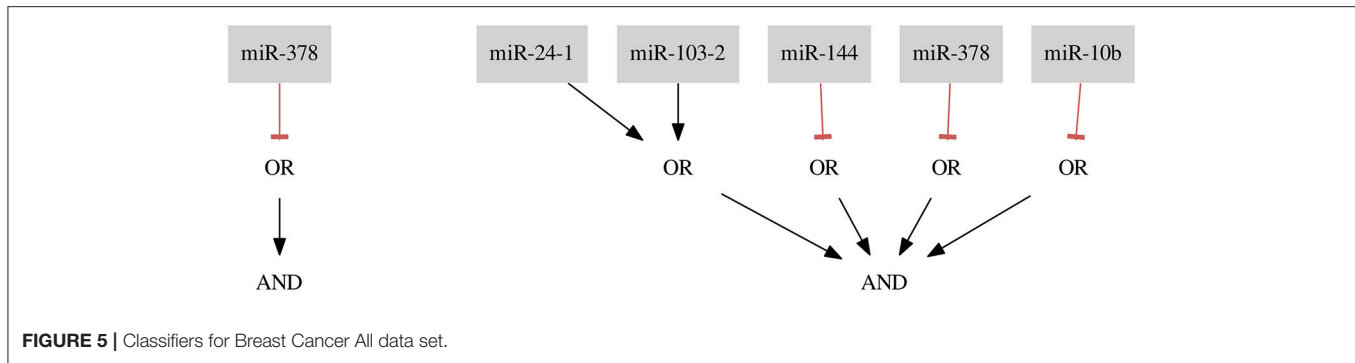 miR-378 miR-24-1 miR-103-2 miR-144 miR-378 miR-10b
OR OR OR OR OR
AND AND
FIGURE 5 | Classifiers for Breast Cancer All data set.